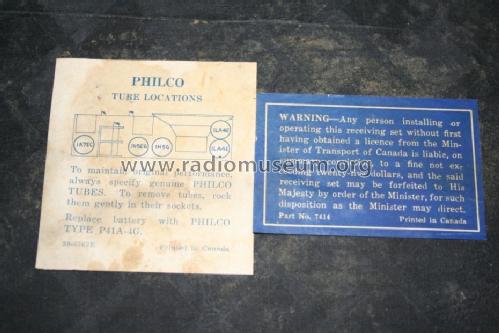 PHILCO
TUBE LOCATIONS
1A7GC
1N5G
1H5G
1LA-4E
To maintain original performance,
always specify genuine PHILCO
TUBES. To remove tubes, rock
them gently in their sockets.
Replace battery with PHILCO
TYPE P41A-4G.
Printed in Canada
WARNING—Any person installing or
operating this receiving set without first
having obtained a licence from the Min-
ister of Transport of Canada is liable, on
to a fine not ex-
dollars, and the said
receiving set may be forfeited to His
Majesty by order of the Minister, for such
disposition as the Minister may direct.
Part No. 7414 Printed in Canada
www.radiomuseum.org